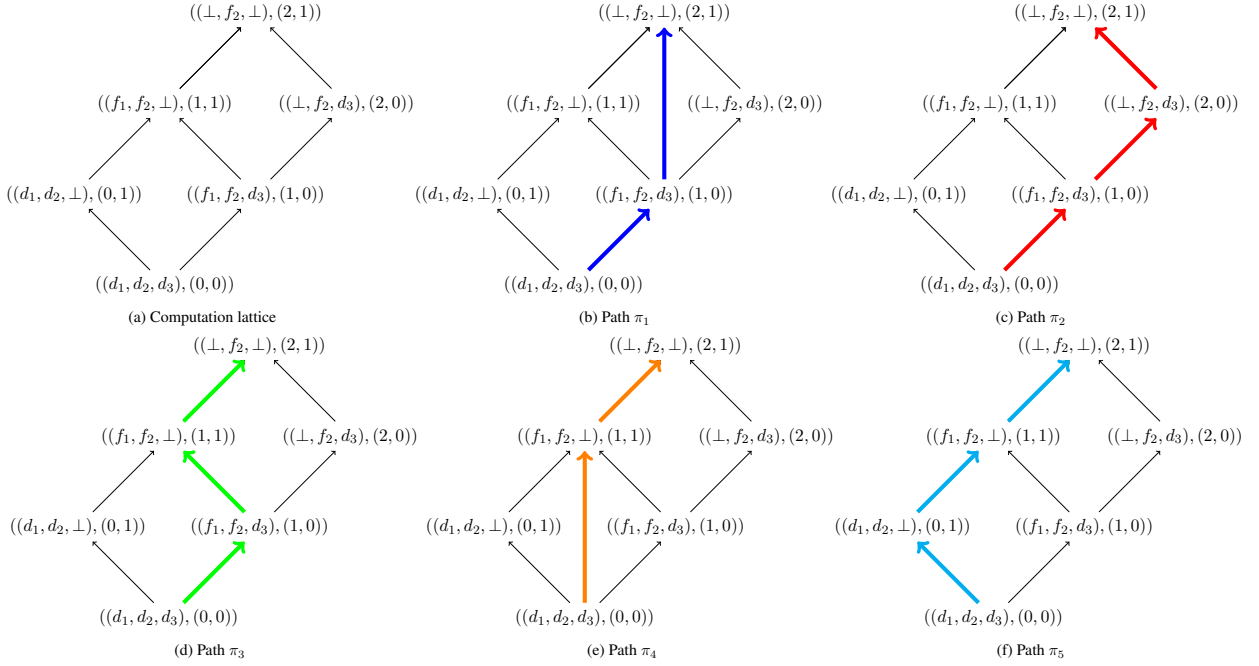 ((⊥, f₂, ⊥), (2, 1))
((f₁, f₂, ⊥), (1, 1))
((⊥, f₂, d₃), (2, 0))
((d₁, d₂, ⊥), (0, 1))
((f₁, f₂, d₃), (1, 0))
((d₁, d₂, d₃), (0, 0))
(a) Computation lattice
((⊥, f₂, ⊥), (2, 1))
((f₁, f₂, ⊥), (1, 1))
((⊥, f₂, d₃), (2, 0))
((d₁, d₂, ⊥), (0, 1))
((f₁, f₂, d₃), (1, 0))
((d₁, d₂, d₃), (0, 0))
(b) Path π₁
((⊥, f₂, ⊥), (2, 1))
((f₁, f₂, ⊥), (1, 1))
((⊥, f₂, d₃), (2, 0))
((d₁, d₂, ⊥), (0, 1))
((f₁, f₂, d₃), (1, 0))
((d₁, d₂, d₃), (0, 0))
(c) Path π₂
((⊥, f₂, ⊥), (2, 1))
((f₁, f₂, ⊥), (1, 1))
((⊥, f₂, d₃), (2, 0))
((d₁, d₂, ⊥), (0, 1))
((f₁, f₂, d₃), (1, 0))
((d₁, d₂, d₃), (0, 0))
(d) Path π₃
((⊥, f₂, ⊥), (2, 1))
((f₁, f₂, ⊥), (1, 1))
((⊥, f₂, d₃), (2, 0))
((d₁, d₂, ⊥), (0, 1))
((f₁, f₂, d₃), (1, 0))
((d₁, d₂, d₃), (0, 0))
(e) Path π₄
((⊥, f₂, ⊥), (2, 1))
((f₁, f₂, ⊥), (1, 1))
((⊥, f₂, d₃), (2, 0))
((d₁, d₂, ⊥), (0, 1))
((f₁, f₂, d₃), (1, 0))
((d₁, d₂, d₃), (0, 0))
(f) Path π₅